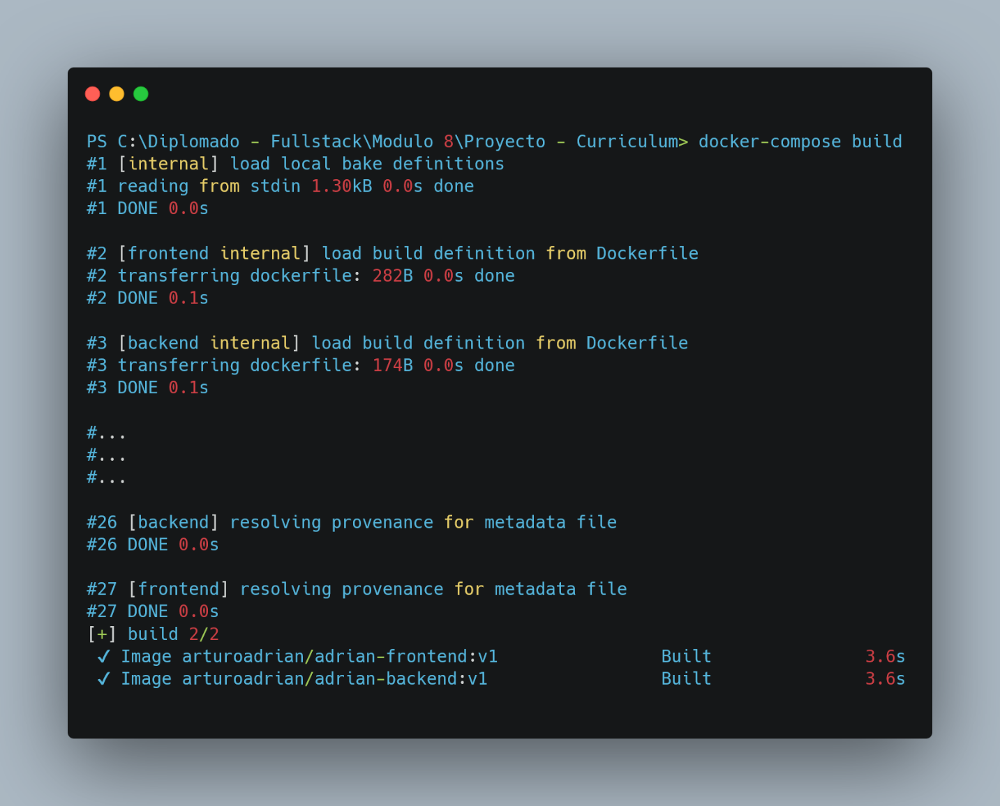 PS C:\Diplomado - Fullstack\Modulo 8\Proyecto - Curriculum> docker-compose build
#1 [internal] load local bake definitions
#1 reading from stdin 1.30kB 0.0s done
#1 DONE 0.0s
#2 [frontend internal] load build definition from Dockerfile
#2 transferring dockerfile: 282B 0.0s done
#2 DONE 0.1s
#3 [backend internal] load build definition from Dockerfile
#3 transferring dockerfile: 174B 0.0s done
#3 DONE 0.1s
#...
#...
#...
#26 [backend] resolving provenance for metadata file
#26 DONE 0.0s
#27 [frontend] resolving provenance for metadata file
#27 DONE 0.0s
[+] build 2/2
✔ Image arturoadrian/adrian-frontend:v1 Built 3.6s
✔ Image arturoadrian/adrian-backend:v1 Built 3.6s